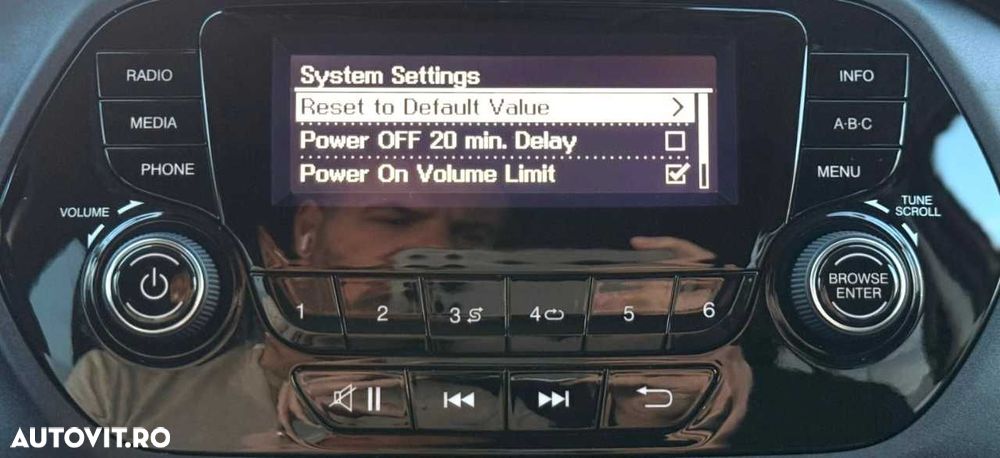 System Settings
Reset to Default Value
Power OFF 20 min. Delay
Power On Volume Limit
RADIO
MEDIA
PHONE
INFO
A·B·C
MENU
VOLUME
TUNE
SCROLL
BROWSE
ENTER
1 2 3 4 5 6
AUTOVIT.RO